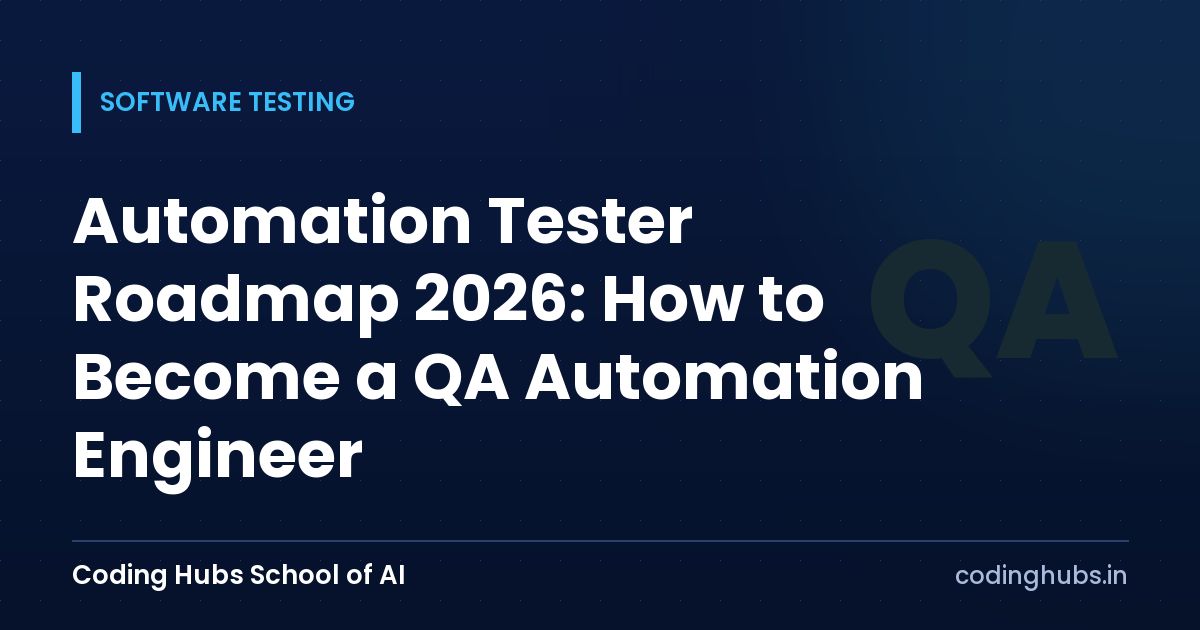 SOFTWARE TESTING
Automation Tester
Roadmap 2026: How to
Become a QA Automation
Engineer
QA
Coding Hubs School of AI
codinghubs.in